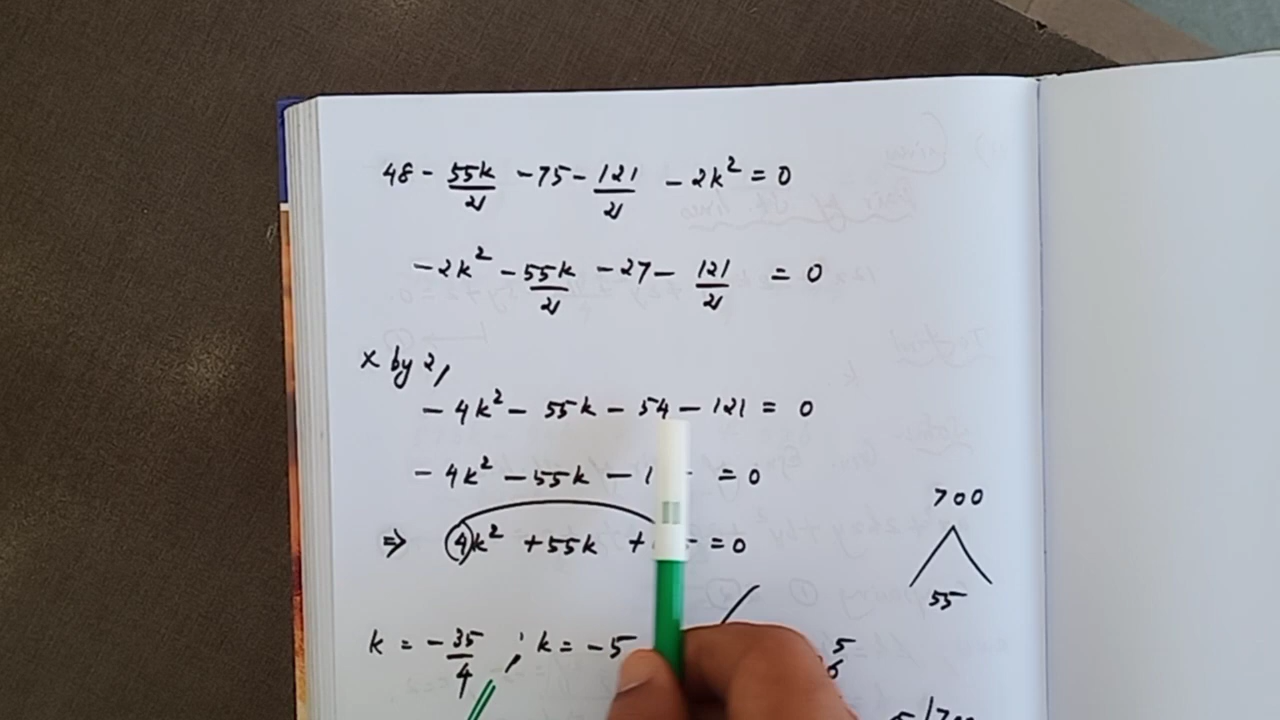 48 - 55k/2 - 75 - 121/2 - 2k² = 0
-2k² - 55k/2 - 27 - 121/2 = 0
x by 2,
- 4k² - 55k - 54 - 121 = 0
- 4k² - 55k - 1 = 0
⇒ 4k² + 55k + = 0
700
55
k = -35/4 ; k = -5